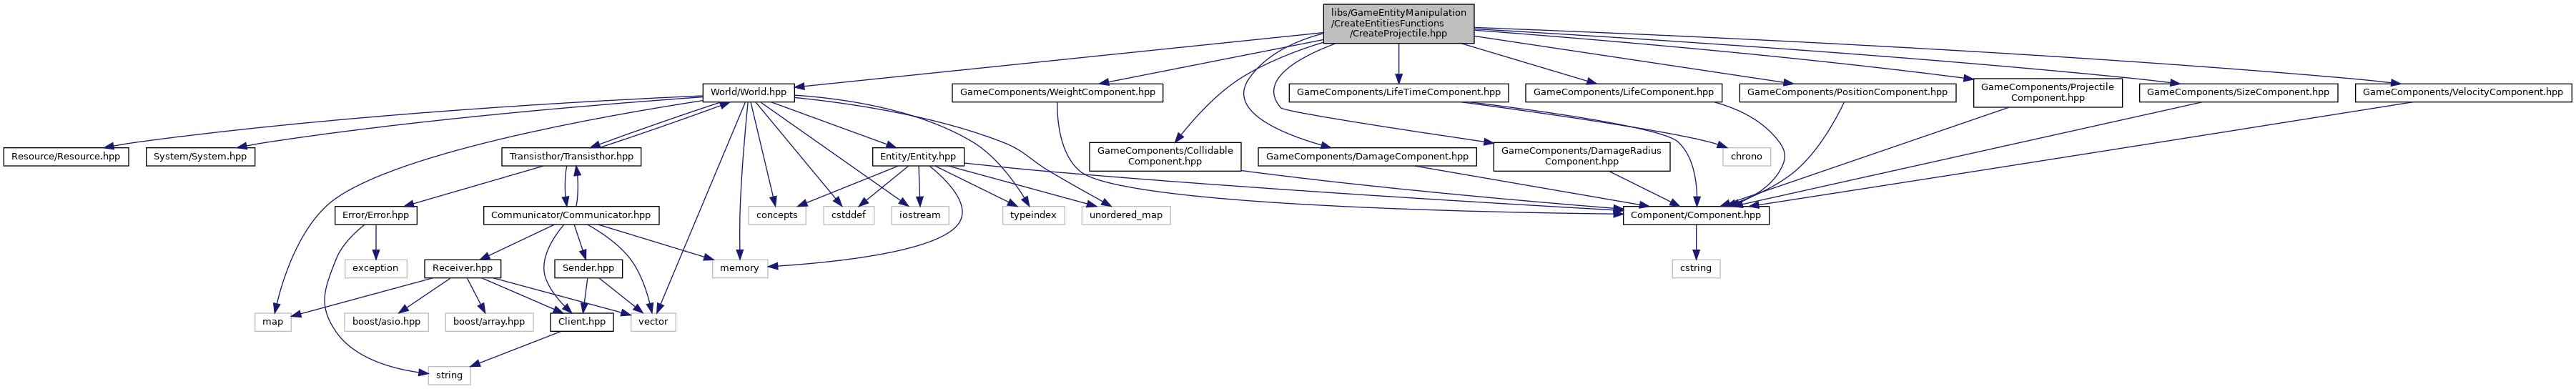 libs/GameEntityManipulation
/CreateEntitiesFunctions
/CreateProjectile.hpp
World/World.hpp
GameComponents/WeightComponent.hpp
GameComponents/LifeTimeComponent.hpp
GameComponents/LifeComponent.hpp
GameComponents/PositionComponent.hpp
GameComponents/Projectile
Component.hpp
GameComponents/SizeComponent.hpp
GameComponents/VelocityComponent.hpp
Resource/Resource.hpp
System/System.hpp
Transisthor/Transisthor.hpp
Entity/Entity.hpp
GameComponents/Collidable
Component.hpp
GameComponents/DamageComponent.hpp
GameComponents/DamageRadius
Component.hpp
chrono
Error/Error.hpp
Communicator/Communicator.hpp
concepts
cstddef
iostream
typeindex
unordered_map
Component/Component.hpp
exception
Receiver.hpp
Sender.hpp
memory
cstring
map
boost/asio.hpp
boost/array.hpp
Client.hpp
vector
string